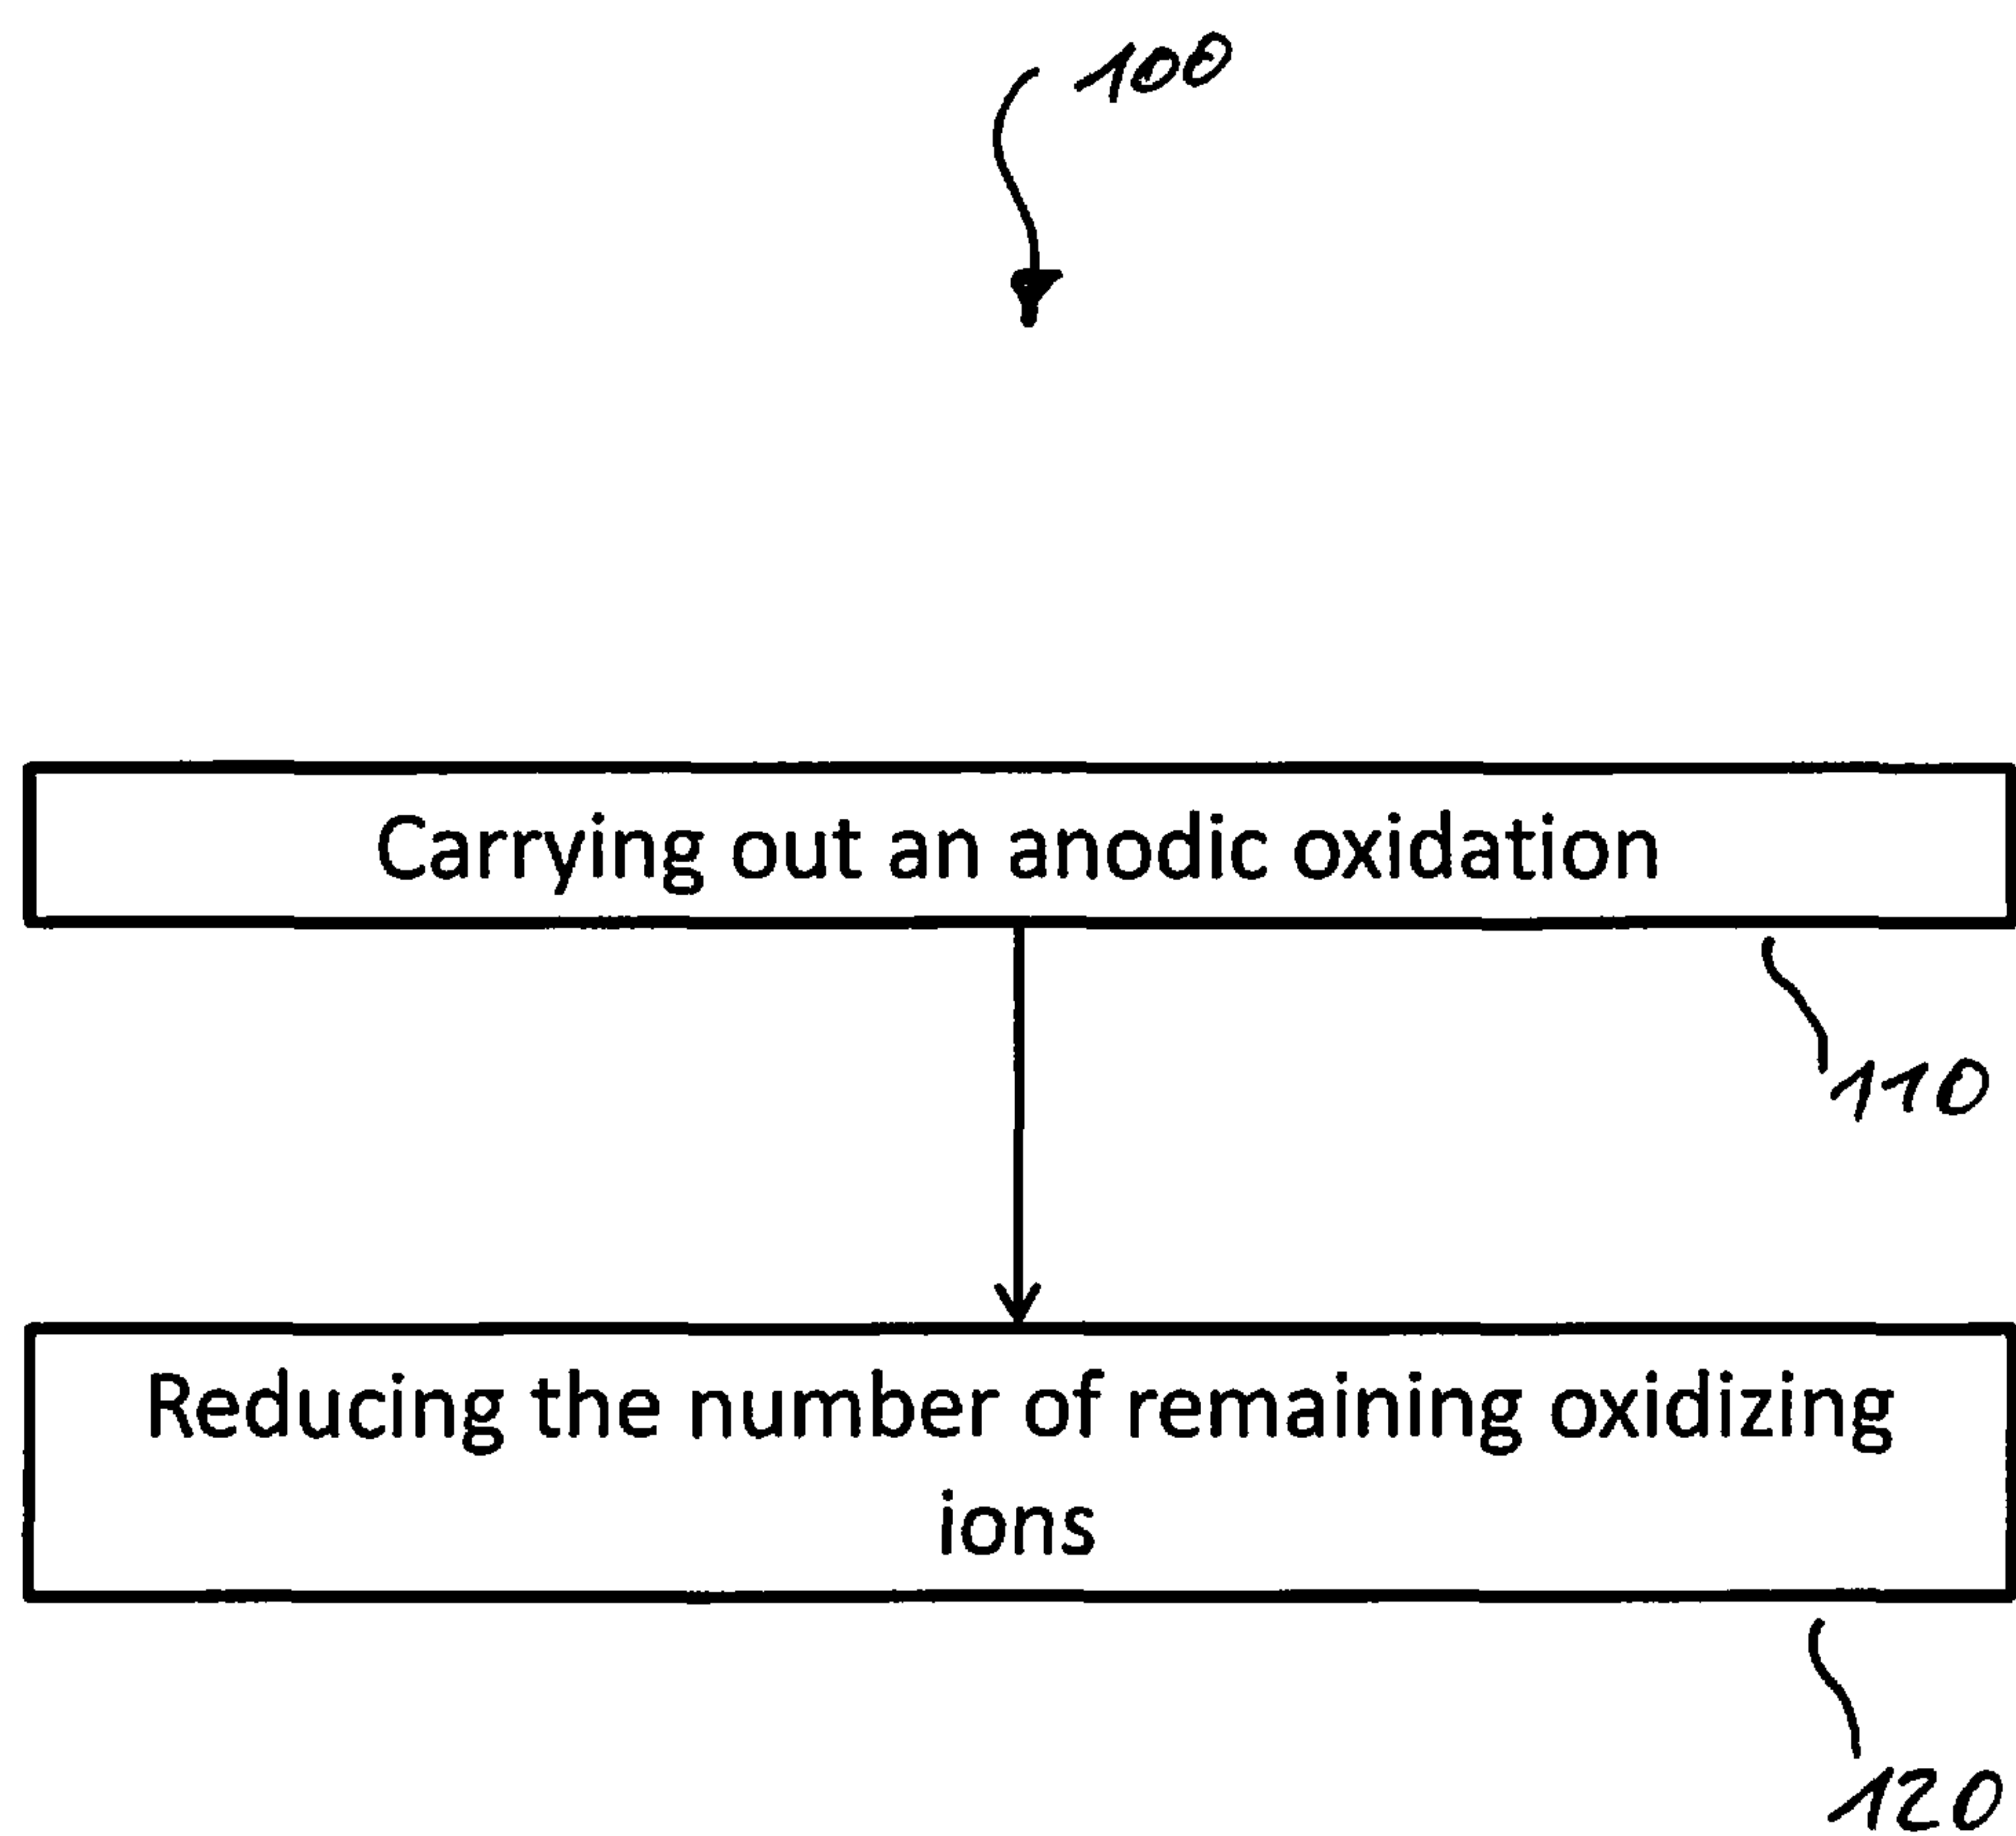 100
Carrying out an anodic oxidation
110
Reducing the number of remaining oxidizing
ions
120